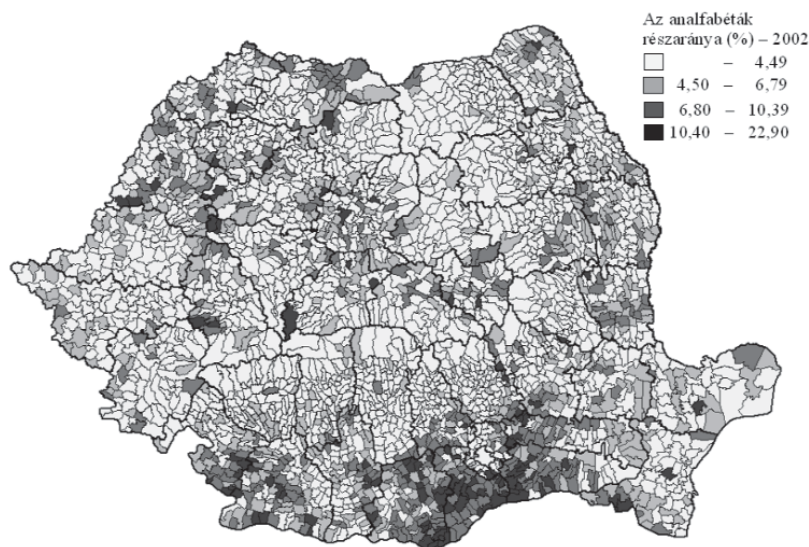 Az analfabéták
részaránya (%) – 2002
– 4,49
4,50 – 6,79
6,80 – 10,39
10,40 – 22,90